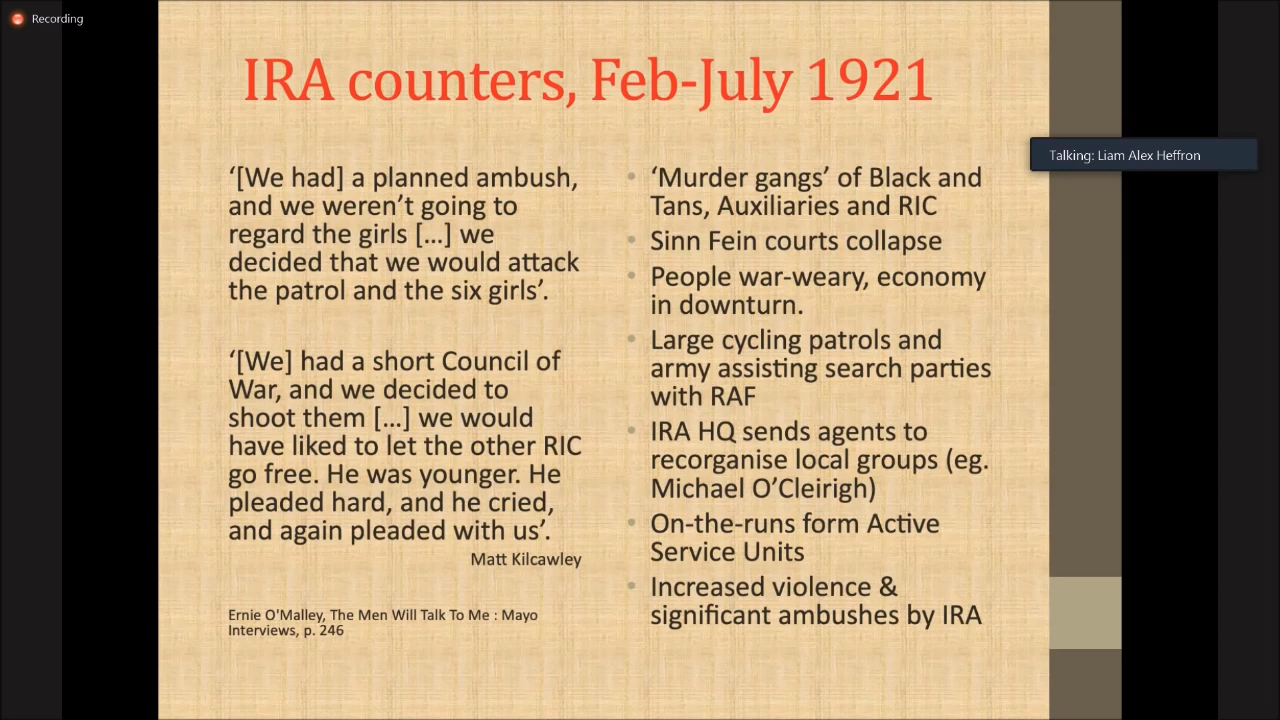 Recording
IRA counters, Feb-July 1921
Talking: Liam Alex Heffron
‘[We had] a planned ambush,
and we weren’t going to
regard the girls […] we
decided that we would attack
the patrol and the six girls’.
‘[We] had a short Council of
War, and we decided to
shoot them […] we would
have liked to let the other RIC
go free. He was younger. He
pleaded hard, and he cried,
and again pleaded with us’.
Matt Kilcawley
Ernie O'Malley, The Men Will Talk To Me : Mayo
Interviews, p. 246
• ‘Murder gangs’ of Black and
Tans, Auxiliaries and RIC
• Sinn Fein courts collapse
• People war-weary, economy
in downturn.
• Large cycling patrols and
army assisting search parties
with RAF
• IRA HQ sends agents to
recorganise local groups (eg.
Michael O’Cleirigh)
• On-the-runs form Active
Service Units
• Increased violence &
significant ambushes by IRA